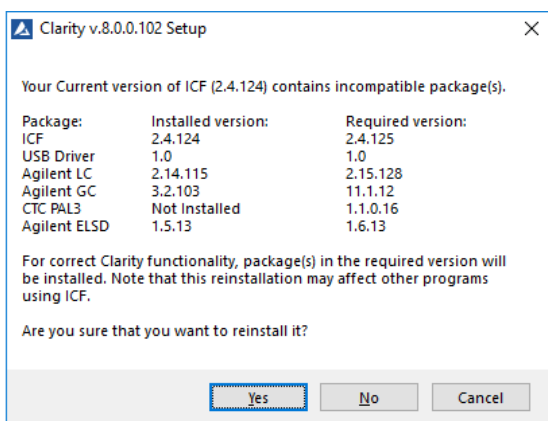 Clarity v.8.0.0.102 Setup
Your Current version of ICF (2.4.124) contains incompatible package(s).
Package: Installed version: Required version:
ICF 2.4.124 2.4.125
USB Driver 1.0 1.0
Agilent LC 2.14.115 2.15.128
Agilent GC 3.2.103 11.1.12
CTC PAL3 Not Installed 1.1.0.16
Agilent ELSD 1.5.13 1.6.13
For correct Clarity functionality, package(s) in the required version will
be installed. Note that this reinstallation may affect other programs
using ICF.
Are you sure that you want to reinstall it?
Yes No Cancel